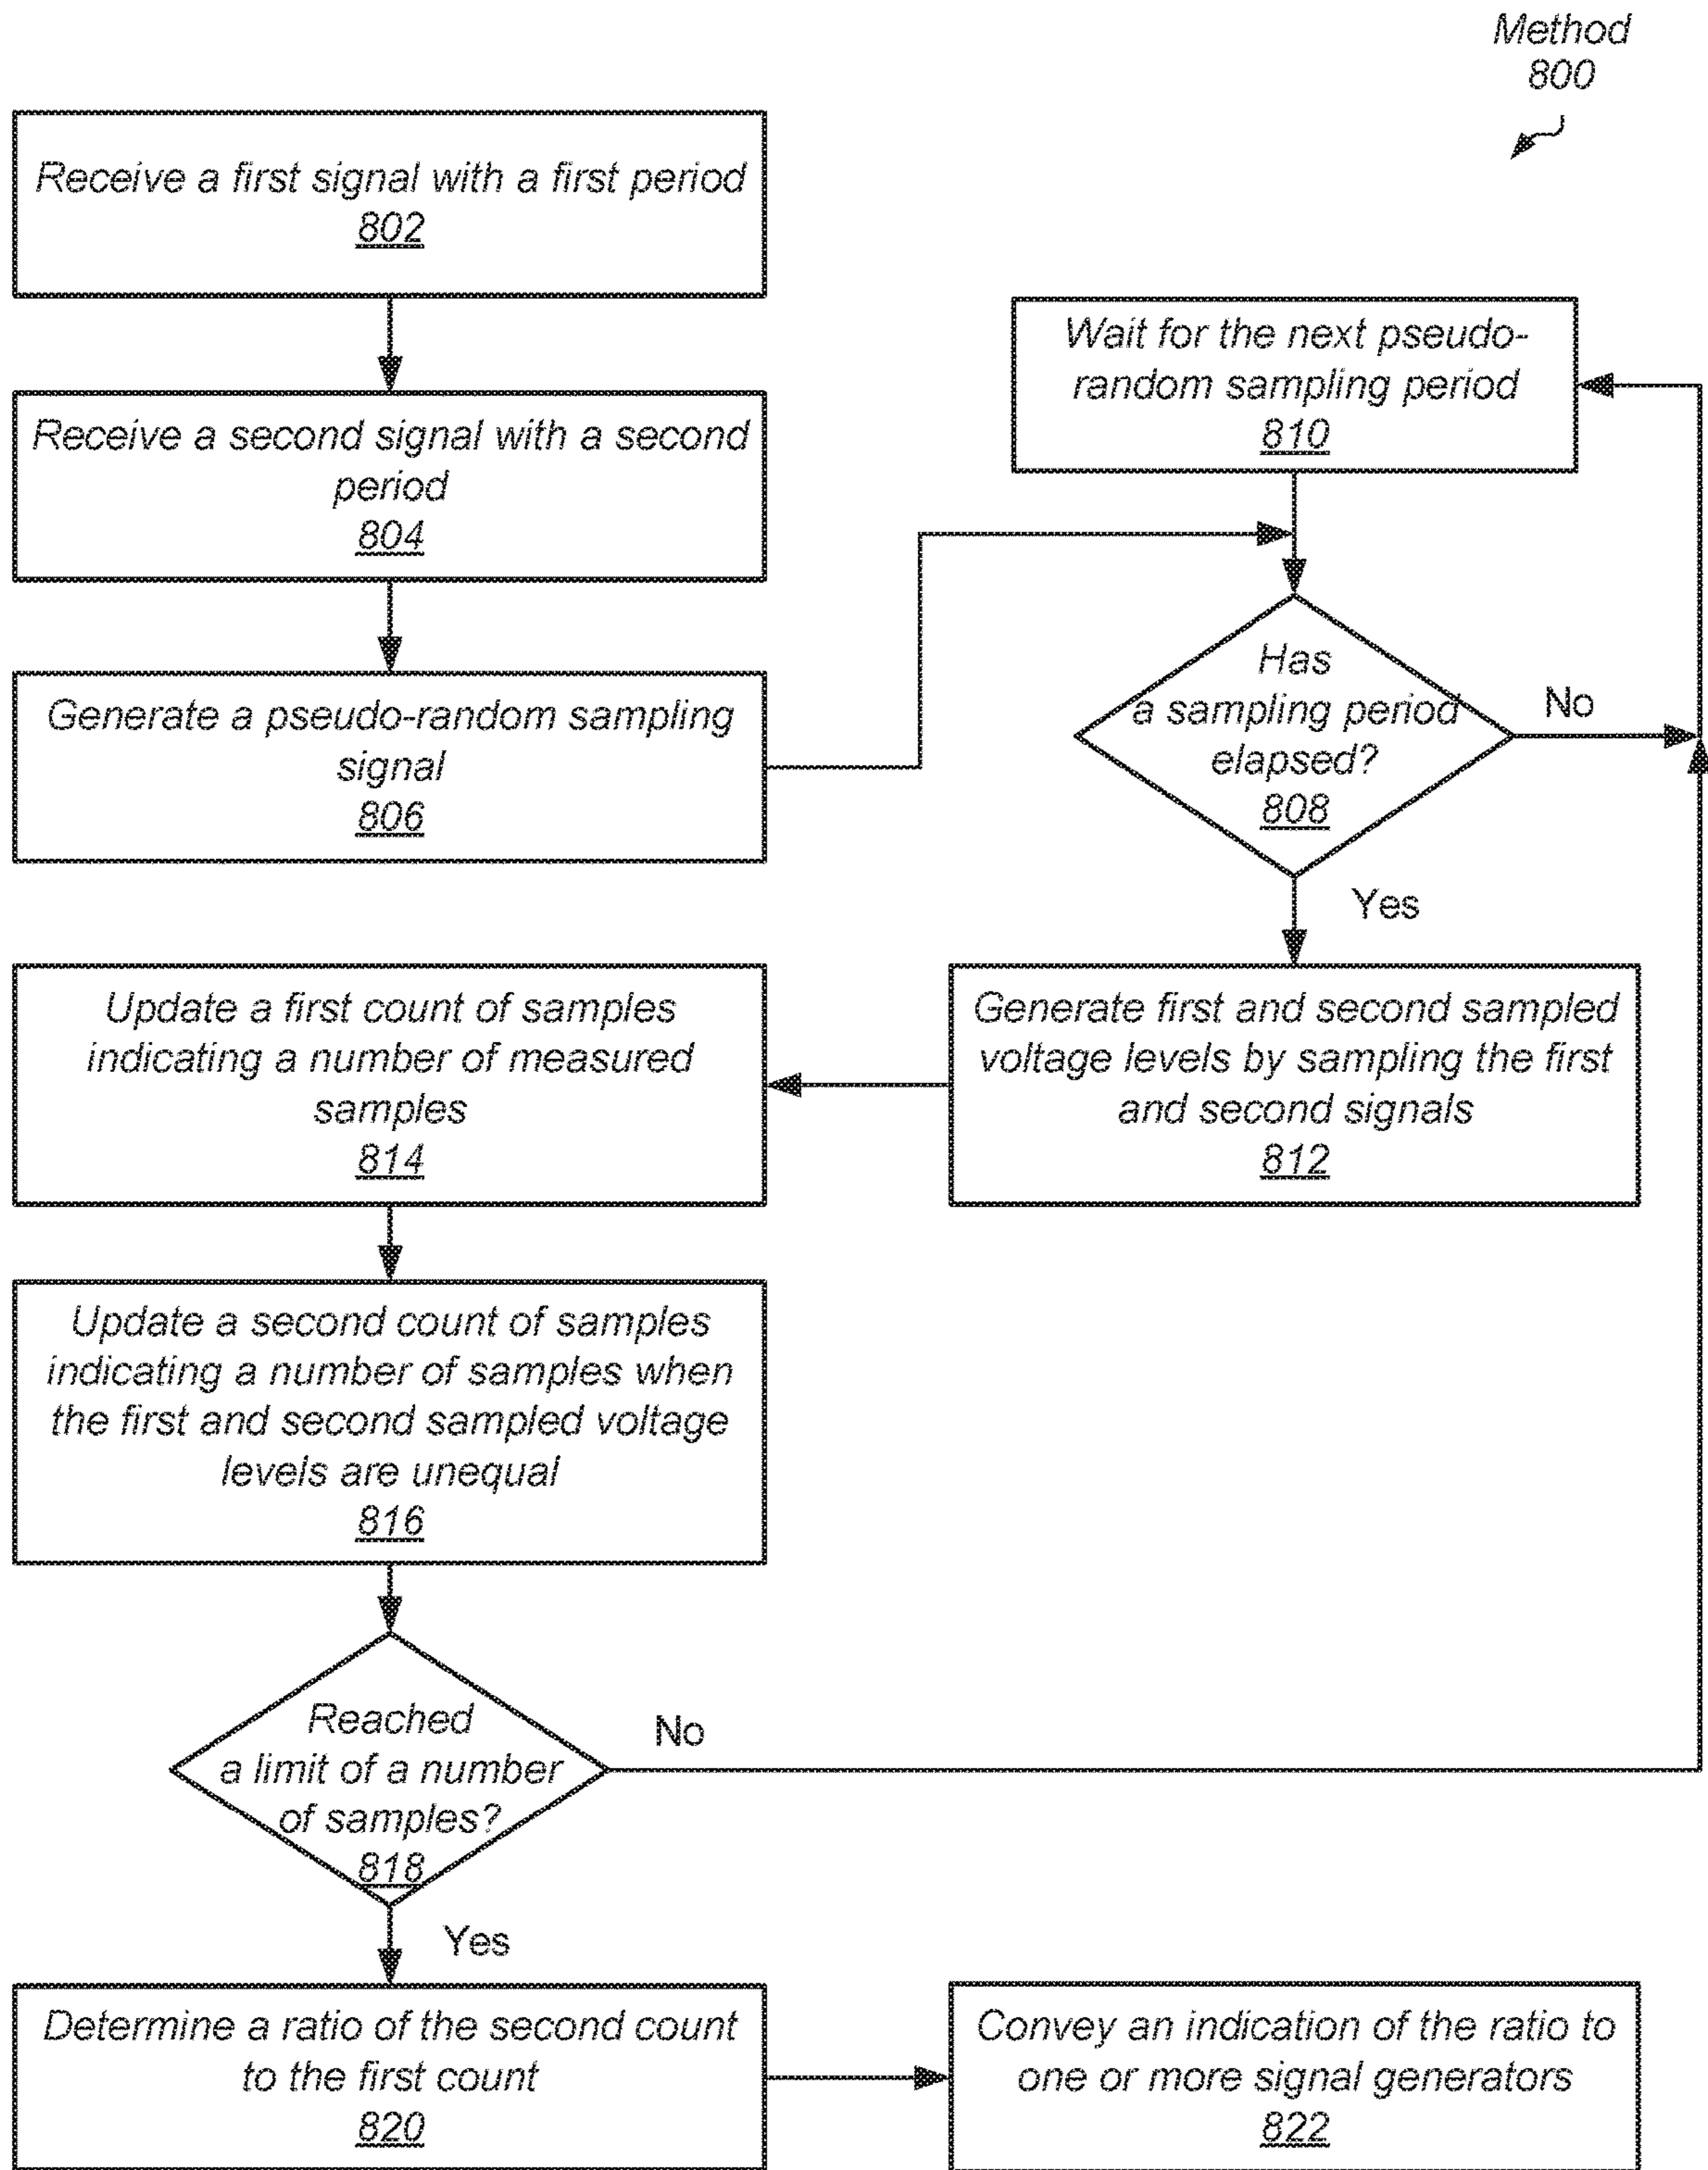 Method
800
Receive a first signal with a first period
802
Receive a second signal with a second
period
804
Generate a pseudo-random sampling
signal
806
Wait for the next pseudo-
random sampling period
810
Has
a sampling period
elapsed?
808
No
Yes
Generate first and second sampled
voltage levels by sampling the first
and second signals
812
Update a first count of samples
indicating a number of measured
samples
814
Update a second count of samples
indicating a number of samples when
the first and second sampled voltage
levels are unequal
816
Reached
a limit of a number
of samples?
818
No
Yes
Determine a ratio of the second count
to the first count
820
Convey an indication of the ratio to
one or more signal generators
822